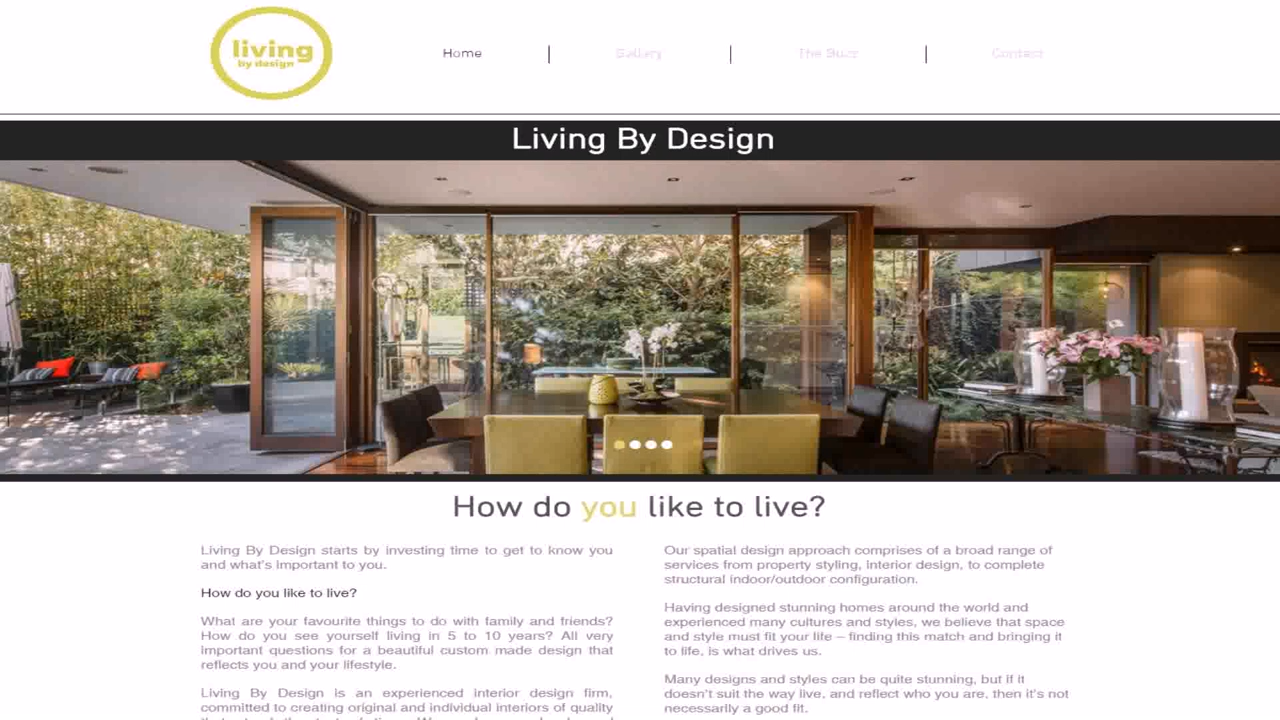 living
by design
Home
Gallery
The Buzz
Contact
Living By Design
How do you like to live?
Living By Design starts by investing time to get to know you
and what's important to you.
How do you like to live?
What are your favourite things to do with family and friends?
How do you see yourself living in 5 to 10 years? All very
important questions for a beautiful custom made design that
reflects you and your lifestyle.
Living By Design is an experienced interior design firm,
committed to creating original and individual interiors of quality
Our spatial design approach comprises of a broad range of
services from property styling, interior design, to complete
structural indoor/outdoor configuration.
Having designed stunning homes around the world and
experienced many cultures and styles, we believe that space
and style must fit your life – finding this match and bringing it
to life, is what drives us.
Many designs and styles can be quite stunning, but if it
doesn't suit the way live, and reflect who you are, then it's not
necessarily a good fit.